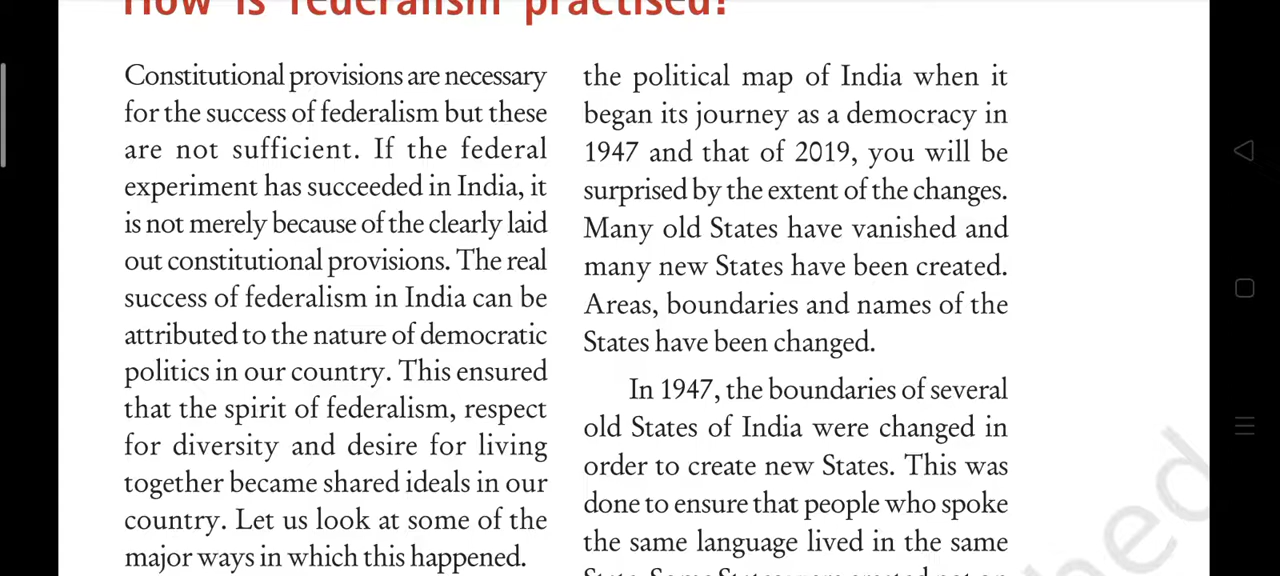 How is federalism practised?
Constitutional provisions are necessary
for the success of federalism but these
are not sufficient. If the federal
experiment has succeeded in India, it
is not merely because of the clearly laid
out constitutional provisions. The real
success of federalism in India can be
attributed to the nature of democratic
politics in our country. This ensured
that the spirit of federalism, respect
for diversity and desire for living
together became shared ideals in our
country. Let us look at some of the
major ways in which this happened.
the political map of India when it
began its journey as a democracy in
1947 and that of 2019, you will be
surprised by the extent of the changes.
Many old States have vanished and
many new States have been created.
Areas, boundaries and names of the
States have been changed.
In 1947, the boundaries of several
old States of India were changed in
order to create new States. This was
done to ensure that people who spoke
the same language lived in the same